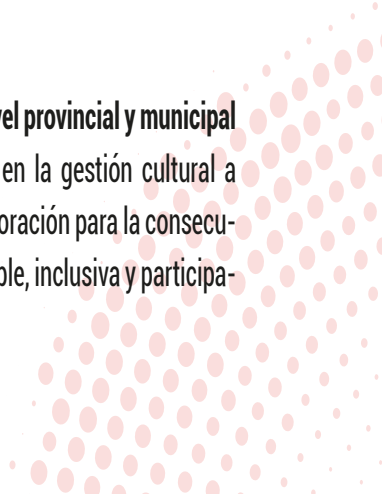 vel provincial y municipal
en la gestión cultural a
oración para la consecu-
ble, inclusiva y participa-